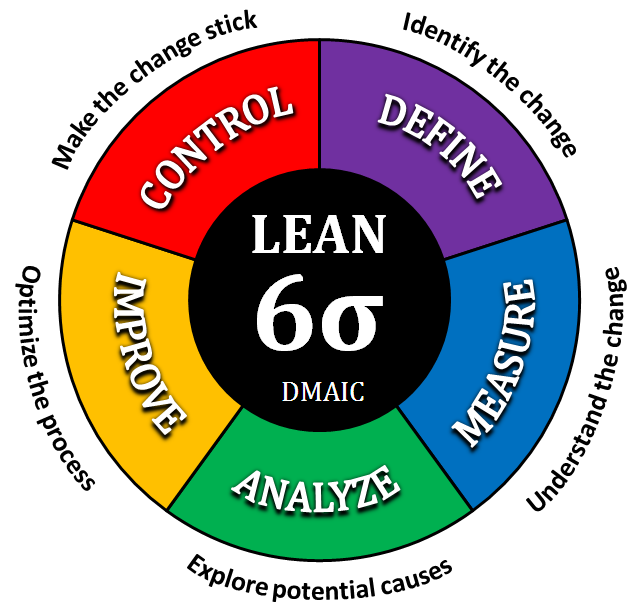 LEAN
6σ
DMAIC
DEFINE
Identify the change
MEASURE
Understand the change
ANALYZE
Explore potential causes
IMPROVE
Optimize the process
CONTROL
Make the change stick